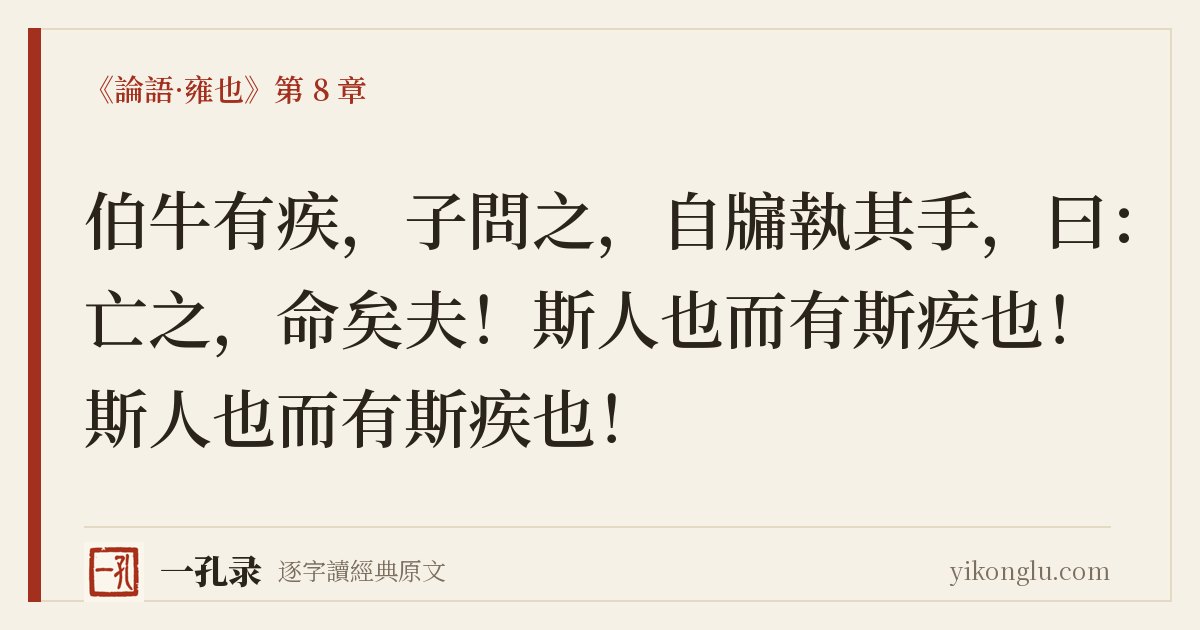 《論語·雍也》第 8 章
伯牛有疾，子問之，自牖執其手，曰：
亡之，命矣夫！斯人也而有斯疾也！
斯人也而有斯疾也！
一孔
一孔录 逐字讀經典原文 yikonglu.com